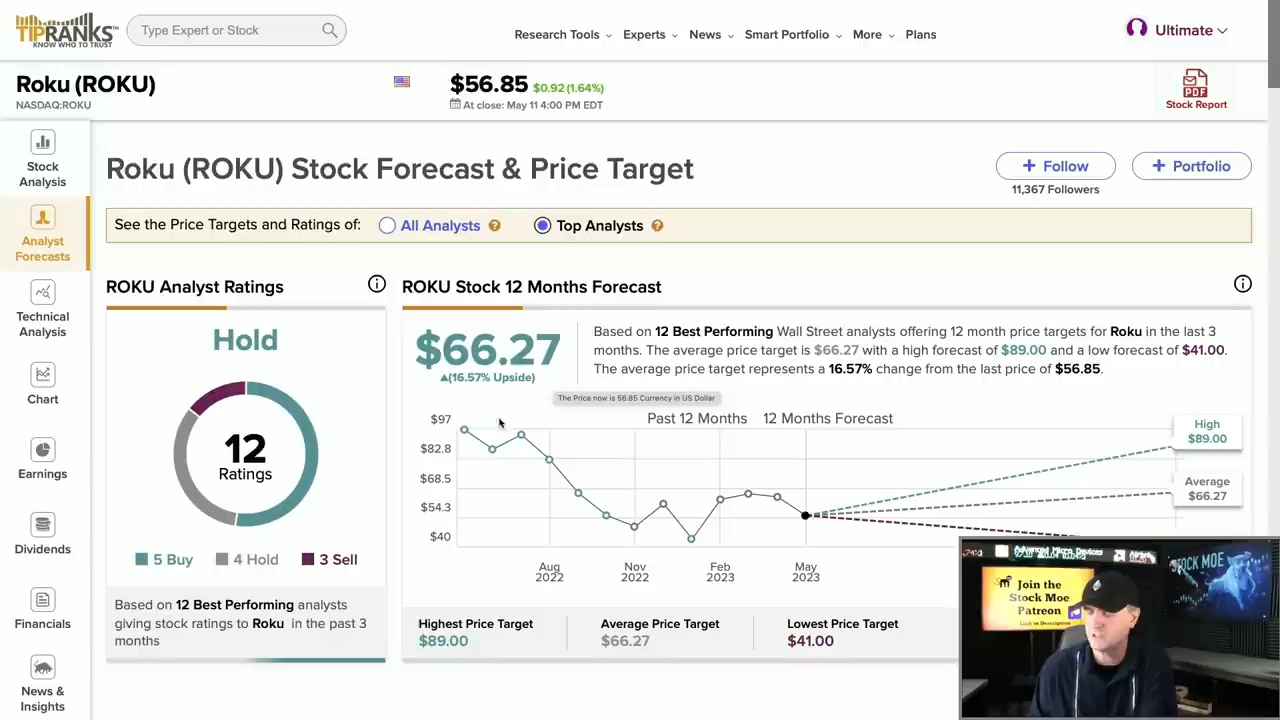 TIPRANKS™
KNOW WHO TO TRUST
Type Expert or Stock
Research Tools
Experts
News
Smart Portfolio
More
Plans
Ultimate
Roku (ROKU)
NASDAQ:ROKU
$56.85 $0.92 (1.64%)
At close: May 11 4:00 PM EDT
PDF
Stock Report
Stock
Analysis
Analyst
Forecasts
Technical
Analysis
Chart
Earnings
Dividends
Financials
News &
Insights
Roku (ROKU) Stock Forecast & Price Target
+ Follow
11,367 Followers
+ Portfolio
See the Price Targets and Ratings of: All Analysts ? Top Analysts ?
ROKU Analyst Ratings
Hold
12
Ratings
5 Buy 4 Hold 3 Sell
Based on 12 Best Performing analysts
giving stock ratings to Roku in the past 3
months
ROKU Stock 12 Months Forecast
$66.27
▲(16.57% Upside)
Based on 12 Best Performing Wall Street analysts offering 12 month price targets for Roku in the last 3
months. The average price target is $66.27 with a high forecast of $89.00 and a low forecast of $41.00.
The average price target represents a 16.57% change from the last price of $56.85.
The Price now is 56.85 Currency in US Dollar
Past 12 Months 12 Months Forecast
$97
$82.8
$68.5
$54.3
$40
Aug
2022
Nov
2022
Feb
2023
May
2023
High
$89.00
Average
$66.27
Highest Price Target
$89.00
Average Price Target
$66.27
Lowest Price Target
$41.00
Advanced Micro Devices
Join the
Stock Moe
Patreon
STOCK MOE